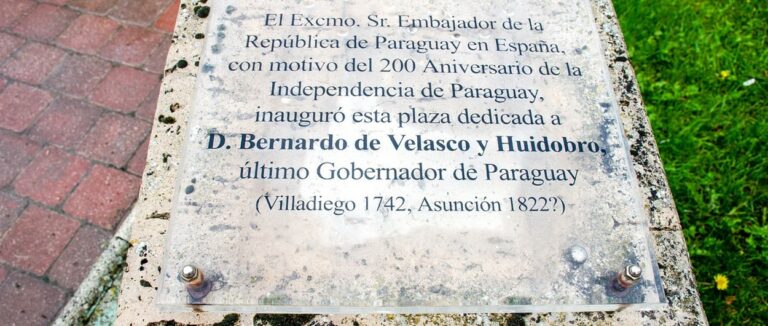 El Excmo. Sr. Embajador de la
República de Paraguay en España,
con motivo del 200 Aniversario de la
Independencia de Paraguay,
inauguró esta plaza dedicada a
D. Bernardo de Velasco y Huidobro,
último Gobernador de Paraguay
(Villadiego 1742, Asunción 1822?)